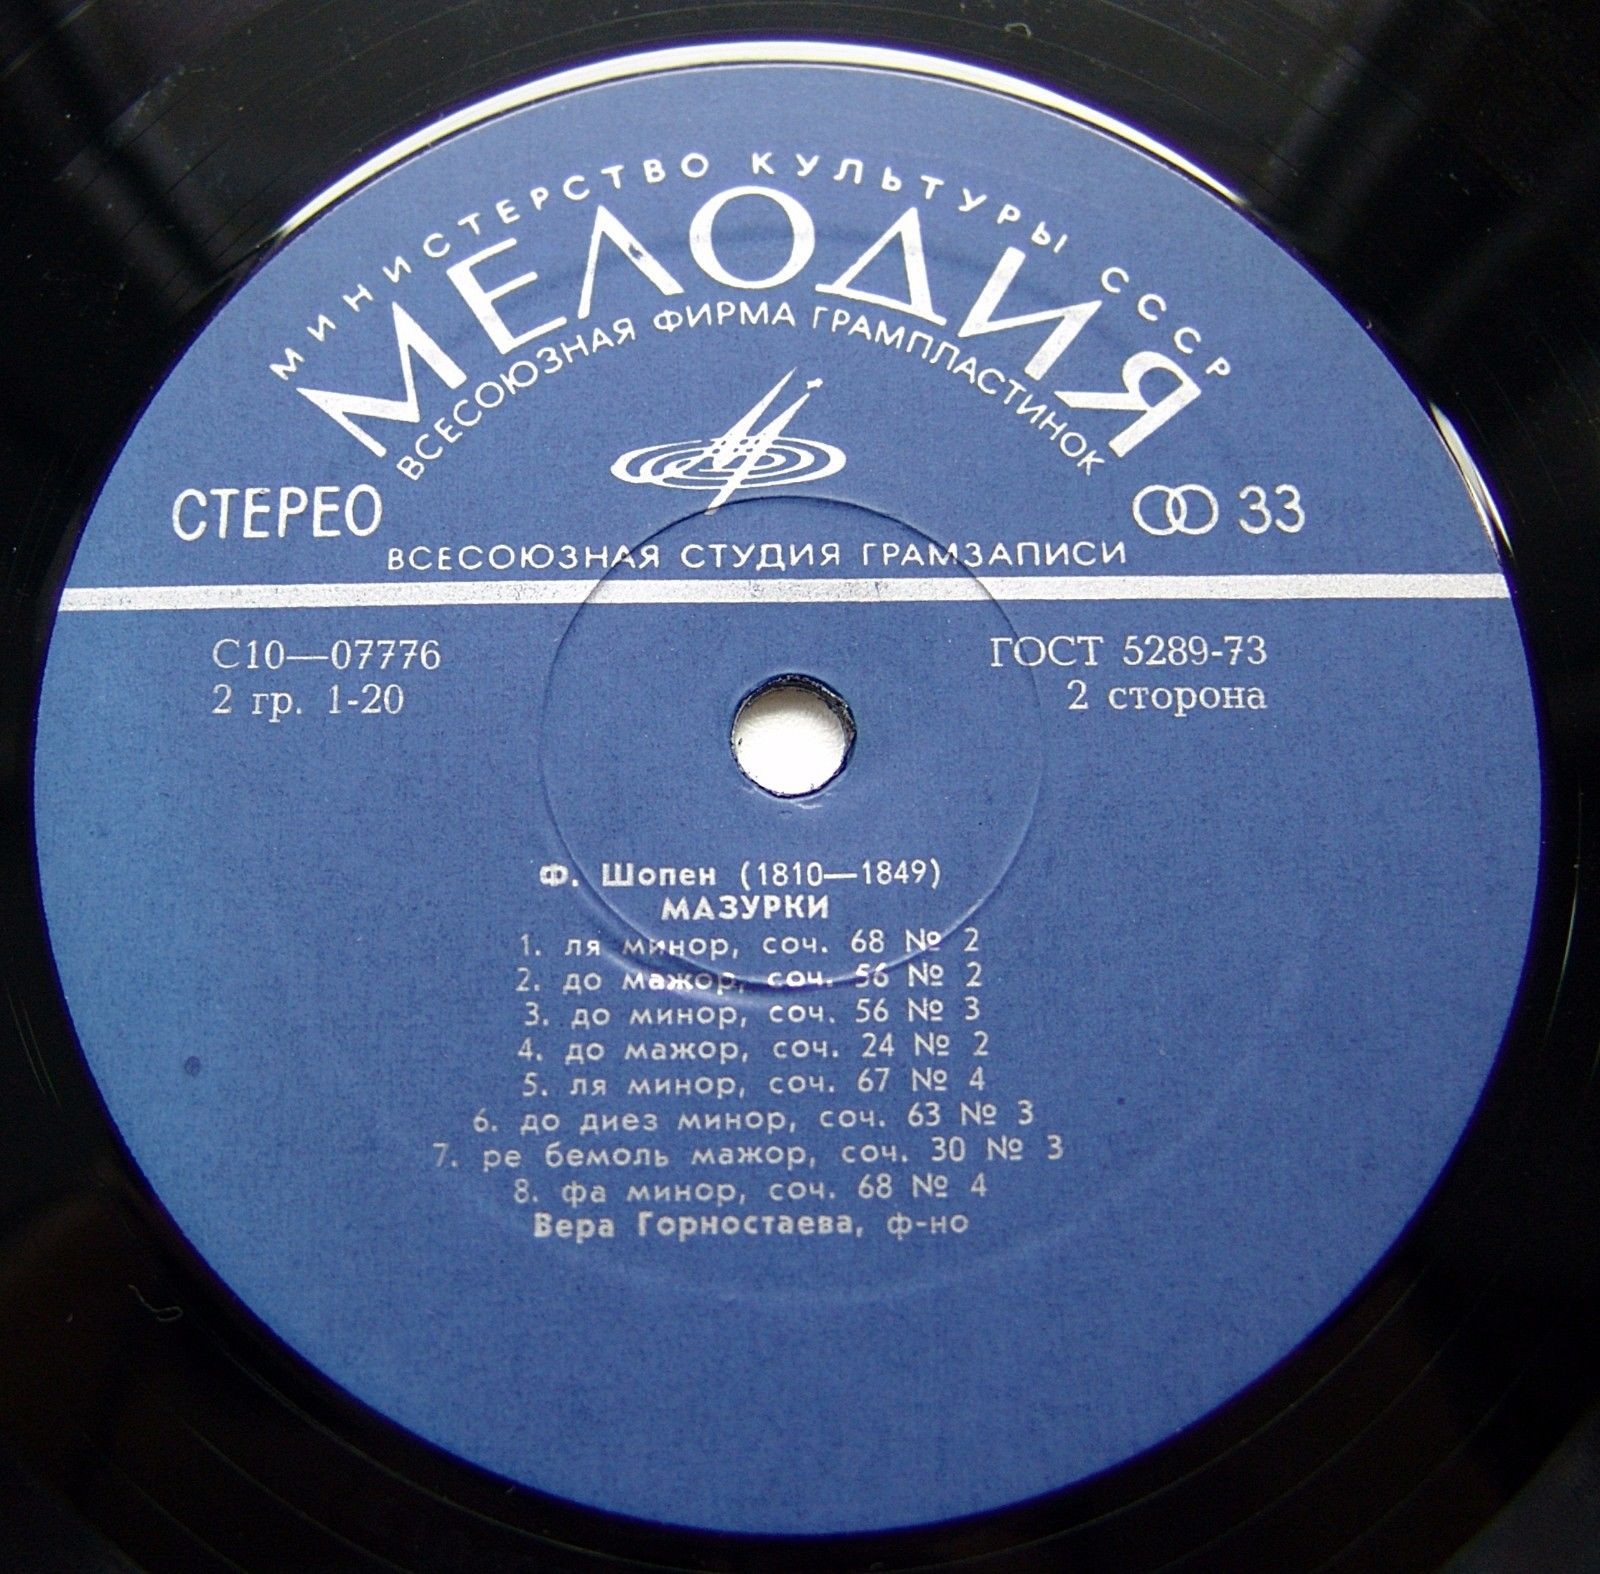 МИНИСТЕРСТВО КУЛЬТУРЫ СССР
МЕЛОДИЯ
ВСЕСОЮЗНАЯ ФИРМА ГРАМПЛАСТИНОК
СТЕРЕО
33
ВСЕСОЮЗНАЯ СТУДИЯ ГРАМЗАПИСИ
С10—07776
ГОСТ 5289-73
2 гр. 1-20
2 сторона
Ф. Шопен (1810—1849)
МАЗУРКИ
1. ля минор, соч. 68 № 2
2. до мажор, соч. 56 № 2
3. до минор, соч. 56 № 3
4. до мажор, соч. 24 № 2
5. ля минор, соч. 67 № 4
6. до диез минор, соч. 63 № 3
7. ре бемоль мажор, соч. 30 № 3
8. фа минор, соч. 68 № 4
Вера Горностаева, ф-но